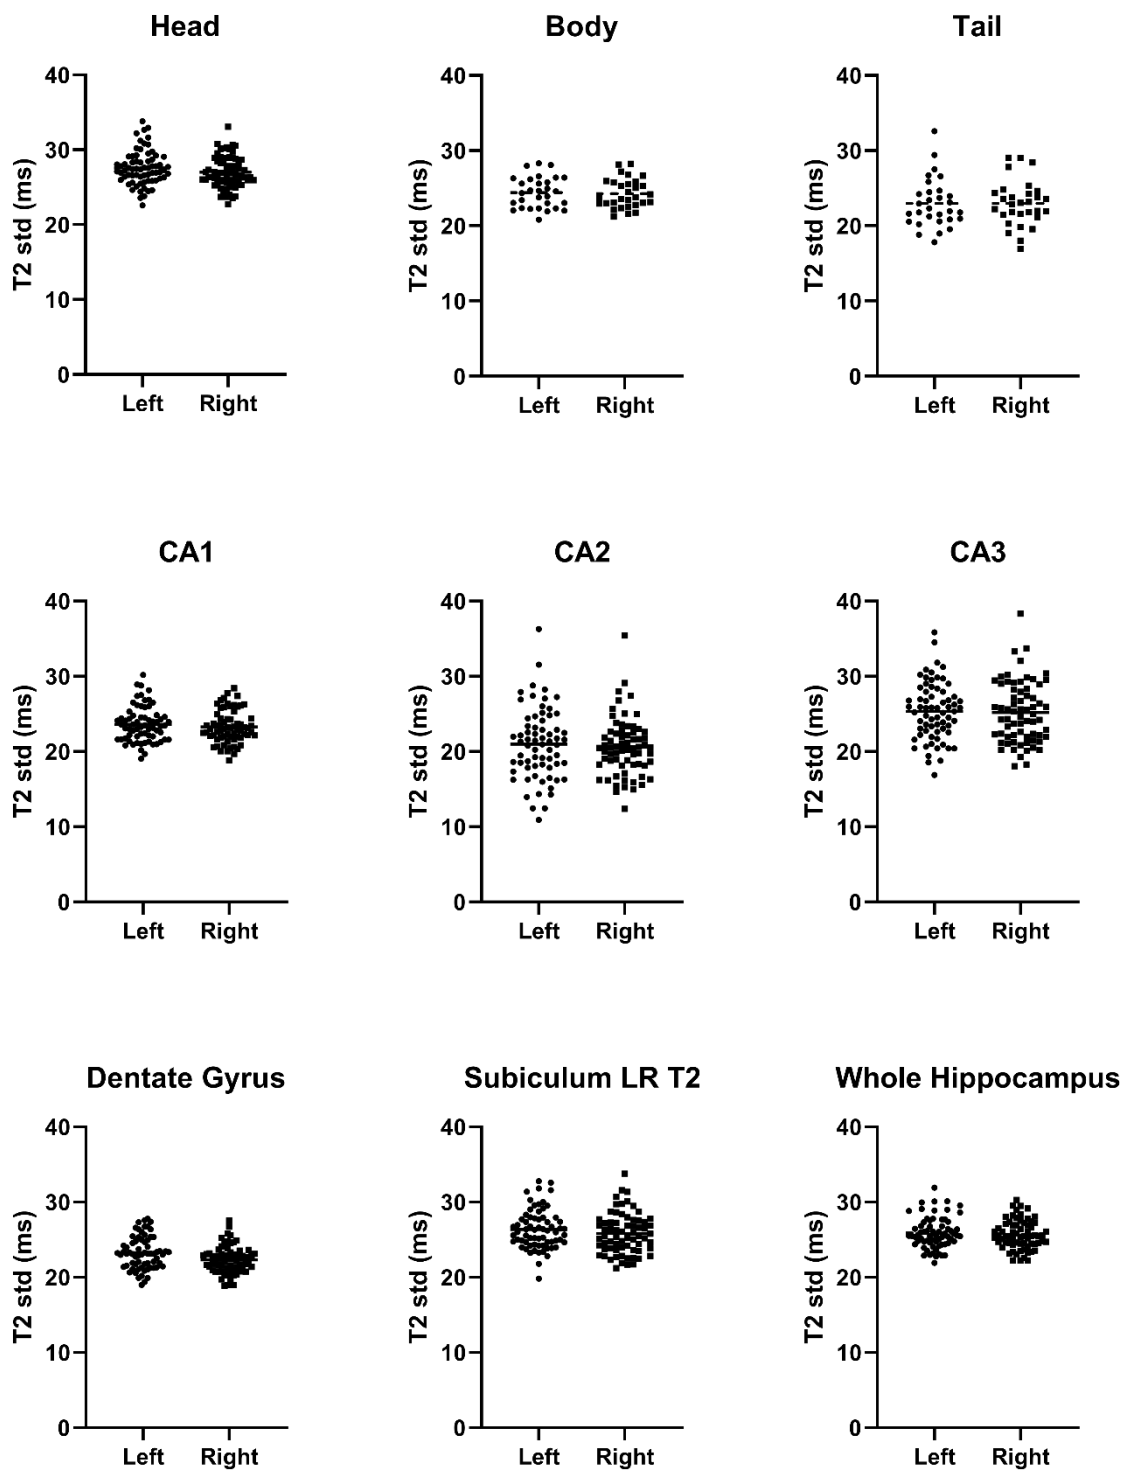 Head
Body
Tail
40
30
20
10
0
T2 std (ms)
Left
Right
40
30
20
10
0
T2 std (ms)
Left
Right
40
30
20
10
0
T2 std (ms)
Left
Right
CA1
CA2
CA3
40
30
20
10
0
T2 std (ms)
Left
Right
40
30
20
10
0
T2 std (ms)
Left
Right
40
30
20
10
0
T2 std (ms)
Left
Right
Dentate Gyrus
Subiculum LR T2
Whole Hippocampus
40
30
20
10
0
T2 std (ms)
Left
Right
40
30
20
10
0
T2 std (ms)
Left
Right
40
30
20
10
0
T2 std (ms)
Left
Right